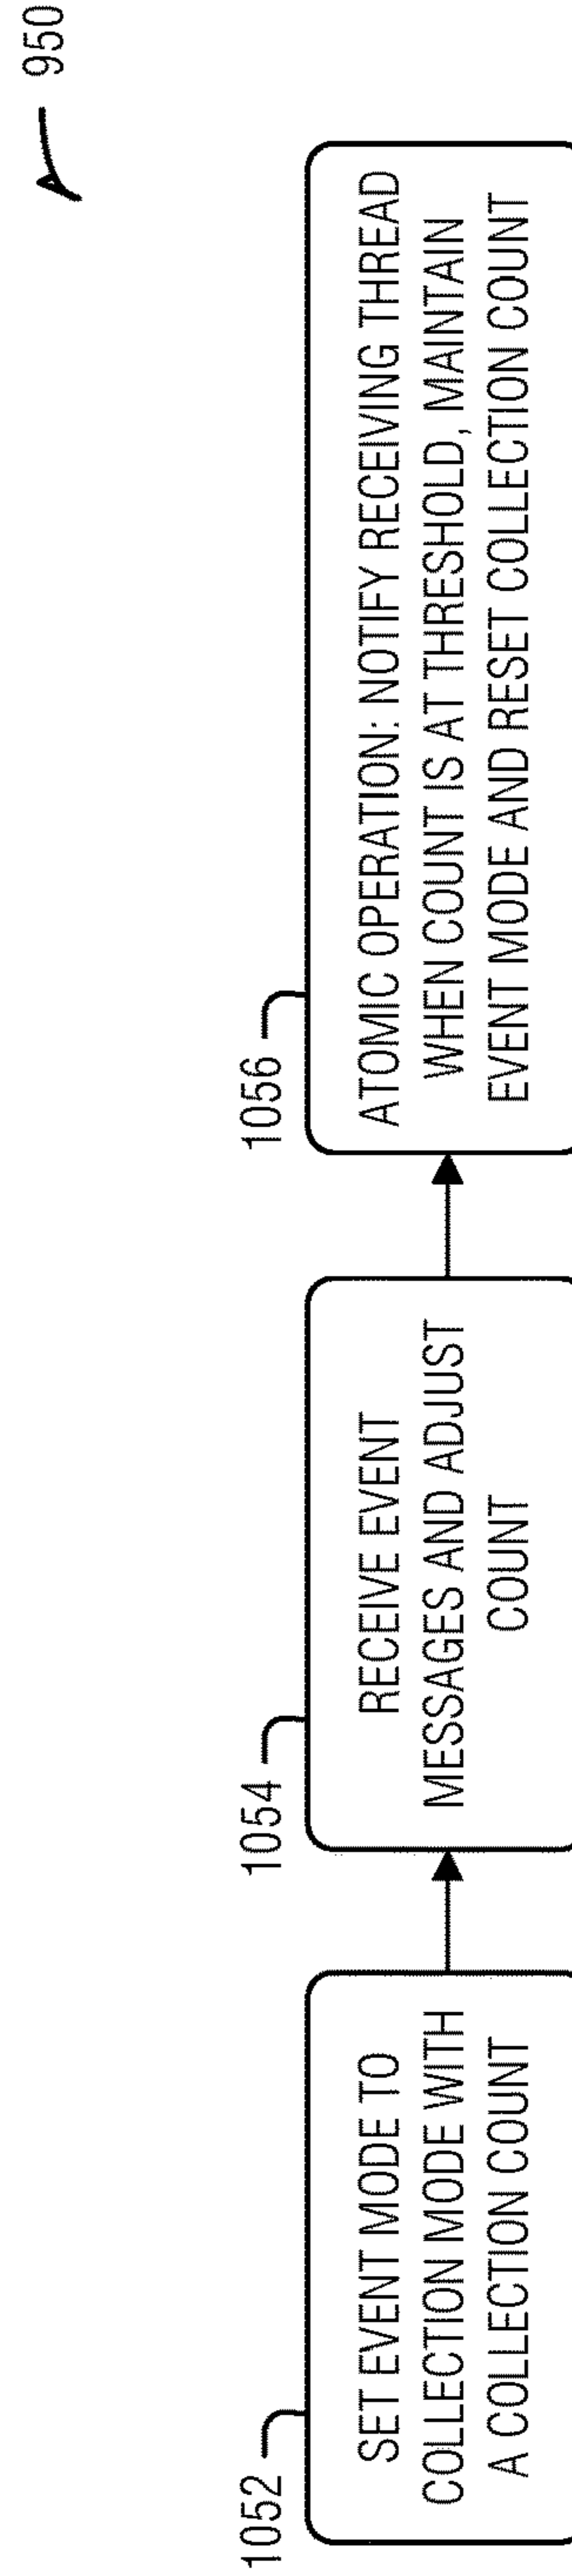 950
1052
SET EVENT MODE TO
COLLECTION MODE WITH
A COLLECTION COUNT
1054
RECEIVE EVENT
MESSAGES AND ADJUST
COUNT
1056
ATOMIC OPERATION: NOTIFY RECEIVING THREAD
WHEN COUNT IS AT THRESHOLD, MAINTAIN
EVENT MODE AND RESET COLLECTION COUNT